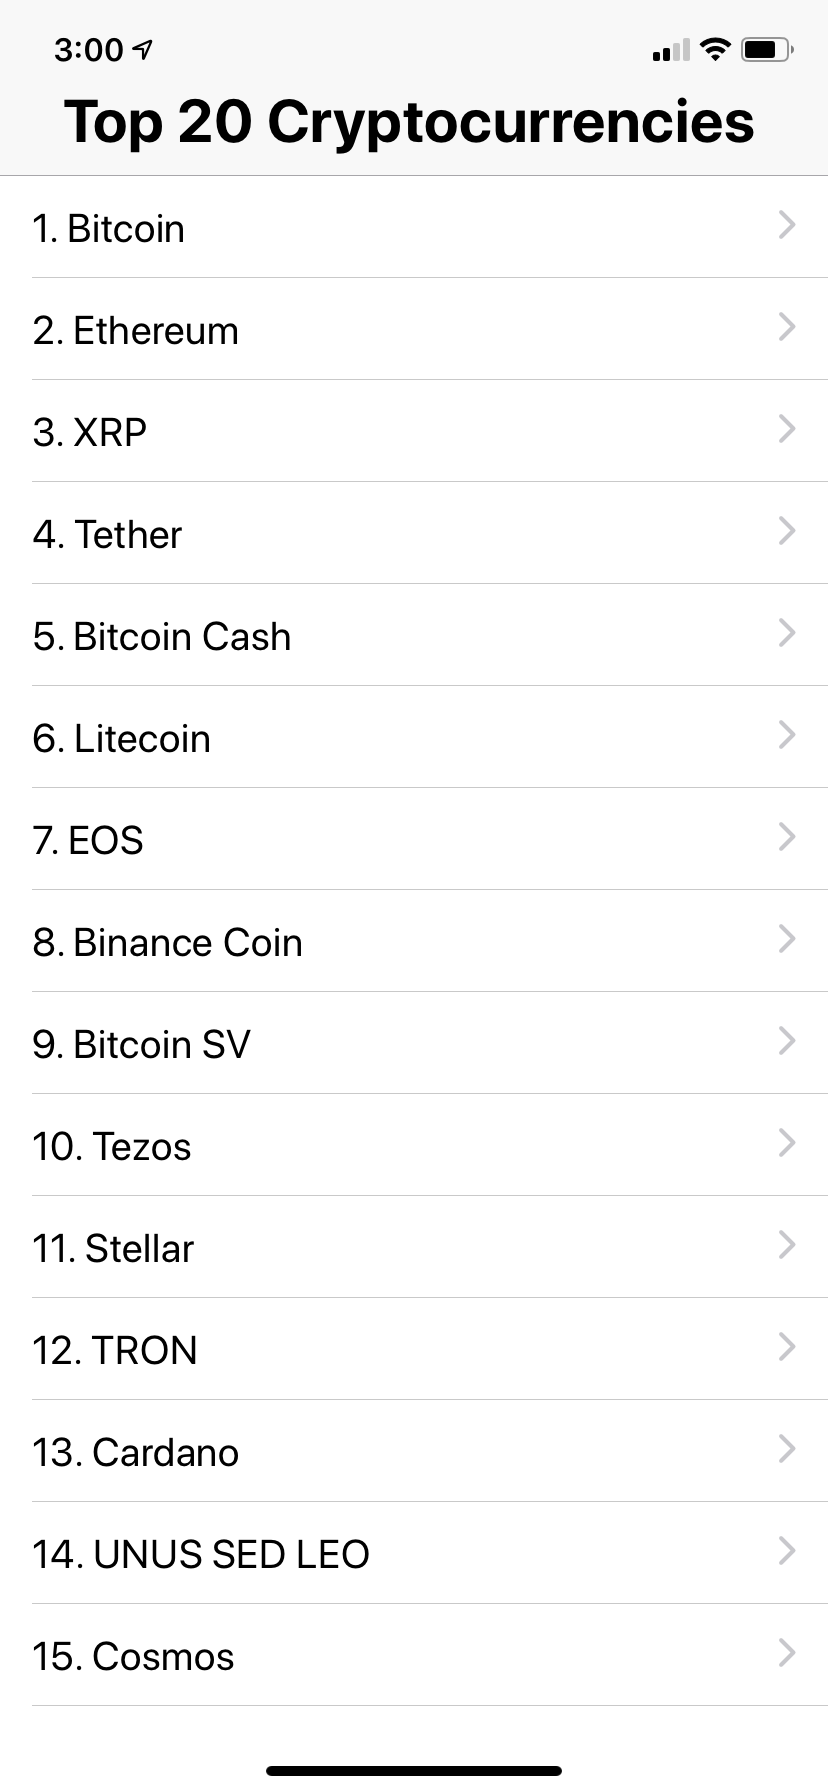 3:00
Top 20 Cryptocurrencies
1. Bitcoin
2. Ethereum
3. XRP
4. Tether
5. Bitcoin Cash
6. Litecoin
7. EOS
8. Binance Coin
9. Bitcoin SV
10. Tezos
11. Stellar
12. TRON
13. Cardano
14. UNUS SED LEO
15. Cosmos